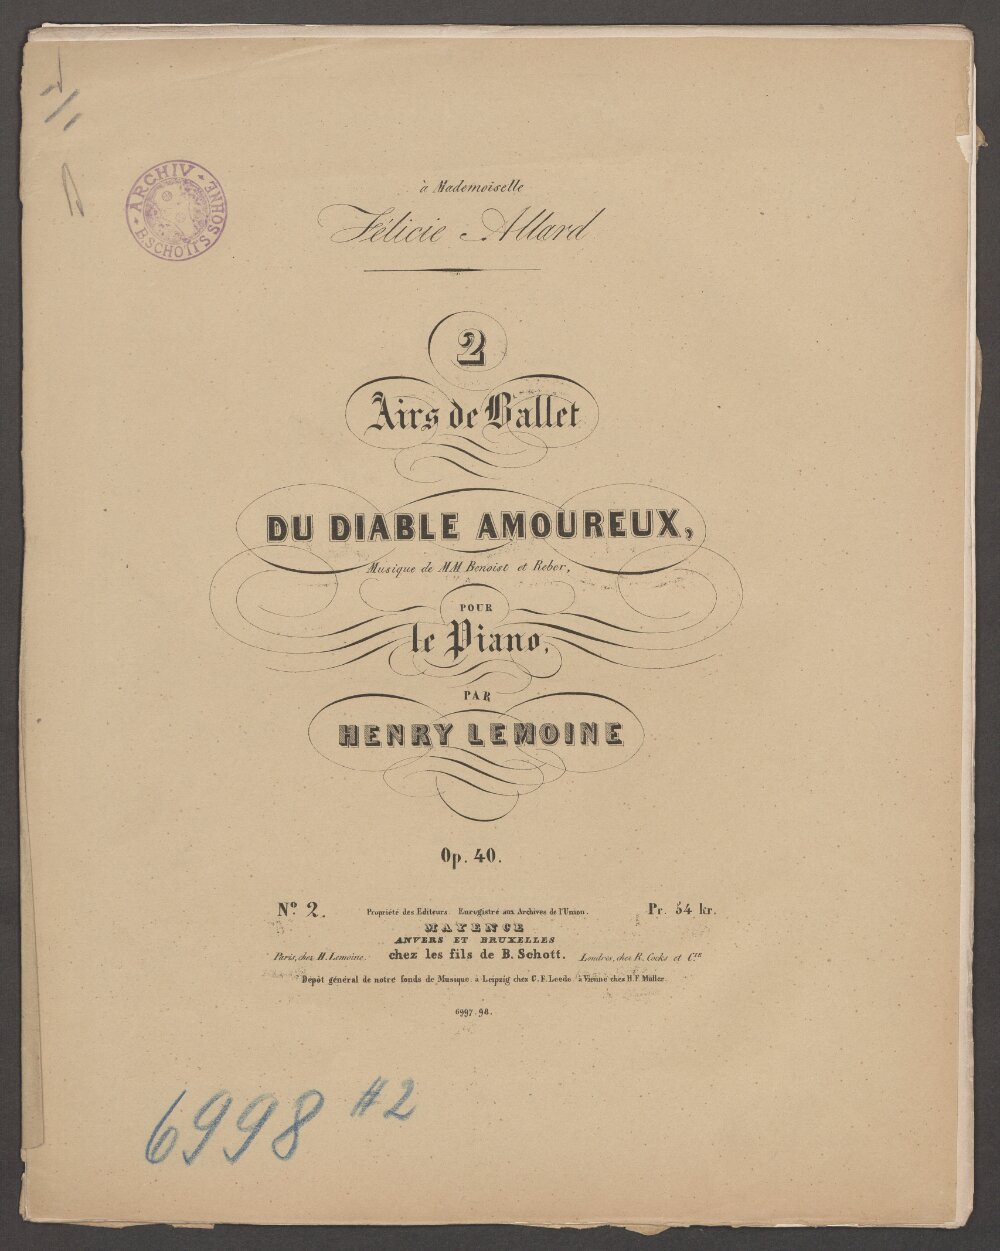 ARCHIV
B. SCHOTT'S SÖHNE
à Mademoiselle
Félicie Allard
2
Airs de Ballet
DU DIABLE AMOUREUX,
Musique de MM Benoist et Reber,
POUR
le Piano,
PAR
HENRY LEMOINE
Op. 40.
Nº 2. Propriété des Editeurs. Enregistré aux Archives de l'Union. Pr. 54 kr.
MAYENCE
ANVERS ET BRUXELLES
Paris, chez H. Lemoine. chez les fils de B. Schott. Londres, chez R. Cocks et Cie
Depôt général de notre fonds de Musique à Leipzig chez C. F. Leede à Vienne chez H. F. Müller.
6997. 98.
6998 #2